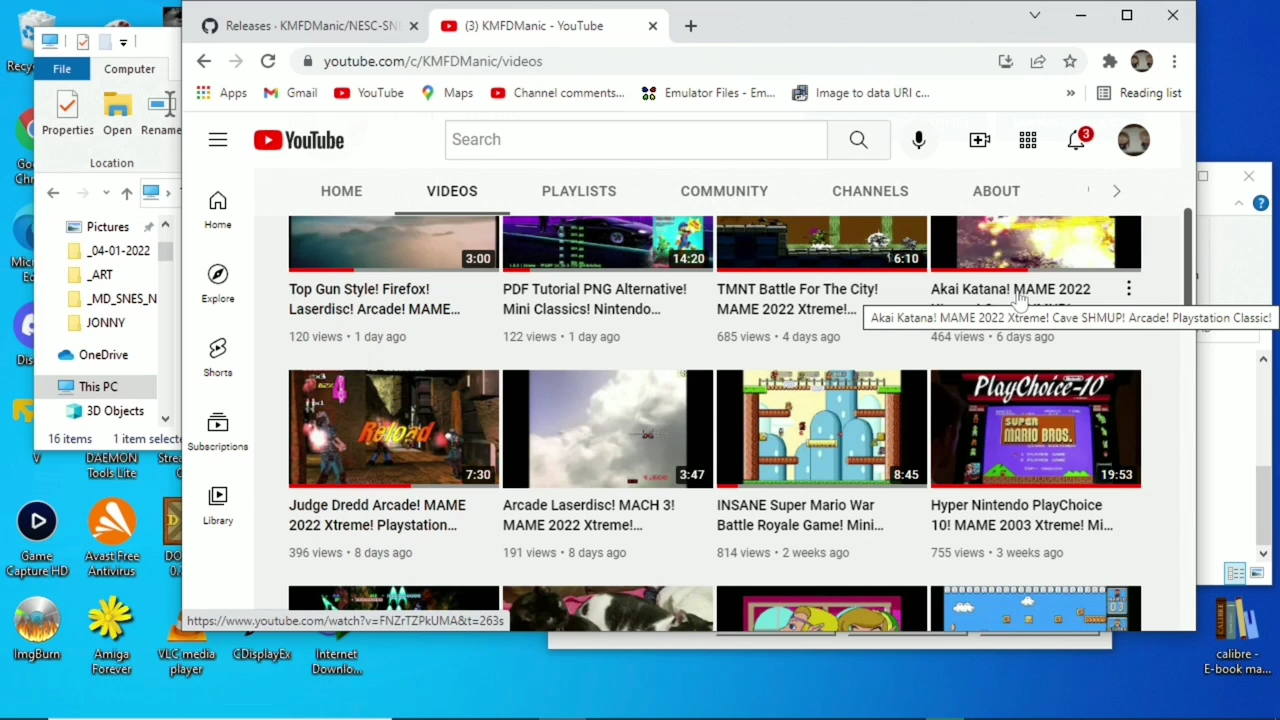 Releases · KMFDManic/NESC-SNE
(3) KMFDManic - YouTube
youtube.com/c/KMFDManic/videos
Apps
Gmail
YouTube
Maps
Channel comments...
Emulator Files - Em...
Image to data URI c...
»
Reading list
YouTube
Search
3
HOME
VIDEOS
PLAYLISTS
COMMUNITY
CHANNELS
ABOUT
Home
Explore
Shorts
Subscriptions
Library
3:00
14:20
6:10
Top Gun Style! Firefox!
Laserdisc! Arcade! MAME...
120 views • 1 day ago
PDF Tutorial PNG Alternative!
Mini Classics! Nintendo...
122 views • 1 day ago
TMNT Battle For The City!
MAME 2022 Xtreme!...
685 views • 4 days ago
Akai Katana! MAME 2022
Akai Katana! MAME 2022 Xtreme! Cave SHMUP! Arcade! Playstation Classic!
464 views • 6 days ago
Reload
7:30
3:47
8:45
PlayChoice-10
SUPER
MARIO BROS.
19:53
Judge Dredd Arcade! MAME
2022 Xtreme! Playstation...
396 views • 8 days ago
Arcade Laserdisc! MACH 3!
MAME 2022 Xtreme!...
191 views • 8 days ago
INSANE Super Mario War
Battle Royale Game! Mini...
814 views • 2 weeks ago
Hyper Nintendo PlayChoice
10! MAME 2003 Xtreme! Mi...
755 views • 3 weeks ago
https://www.youtube.com/watch?v=FNZrTZPkUMA&t=263s
File
Computer
Properties
Open
Rename
Location
Pictures
_04-01-2022
_ART
_MD_SNES_N
JONNY
OneDrive
This PC
3D Objects
16 items
1 item selecte
V
DAEMON
Tools Lite
Game
Capture HD
Avast Free
Antivirus
ImgBurn
Amiga
Forever
VLC media
player
CDisplayEx
Internet
Downlo...
CALIBRE
calibre -
E-book ma...